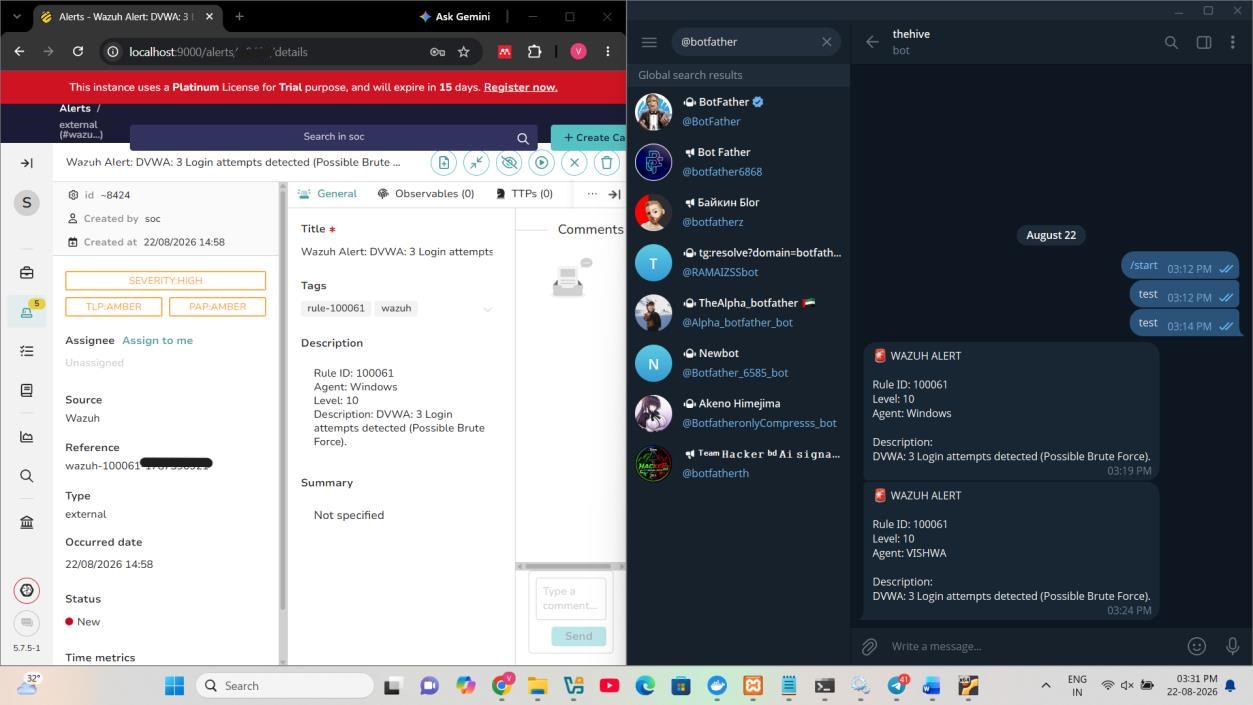 Alerts - Wazuh Alert: DVWA: 3 L
Ask Gemini
localhost:9000/alerts/ /details
V
This instance uses a Platinum License for Trial purpose, and will expire in 15 days. Register now.
Alerts /
external
(#wazu...)
Search in soc
+ Create Ca
Wazuh Alert: DVWA: 3 Login attempts detected (Possible Brute ...
S
5
5.7.5-1
id ~8424
Created by soc
Created at 22/08/2026 14:58
SEVERITY:HIGH
TLP:AMBER
PAP:AMBER
Assignee Assign to me
Unassigned
Source
Wazuh
Reference
wazuh-100061
Type
external
Occurred date
22/08/2026 14:58
Status
New
Time metrics
General
Observables (0)
TTPs (0)
Title *
Wazuh Alert: DVWA: 3 Login attempts
Tags
rule-100061
wazuh
Description
Rule ID: 100061
Agent: Windows
Level: 10
Description: DVWA: 3 Login
attempts detected (Possible Brute
Force).
Summary
Not specified
Comments
Type a
comment...
Send
@botfather
Global search results
BotFather
@BotFather
Bot Father
@botfather6868
Байкин Блог
@botfatherz
T
tg:resolve?domain=botfath...
@RAMAIZSSbot
TheAlpha_botfather
@Alpha_botfather_bot
N
Newbot
@Botfather_6585_bot
Akeno Himejima
@BotfatheronlyCompresss_bot
Team Hacker bd Ai signa...
@botfatherth
thehive
bot
August 22
/start 03:12 PM
test 03:12 PM
test 03:14 PM
🚨 WAZUH ALERT
Rule ID: 100061
Level: 10
Agent: Windows
Description:
DVWA: 3 Login attempts detected (Possible Brute Force).
03:19 PM
🚨 WAZUH ALERT
Rule ID: 100061
Level: 10
Agent: VISHWA
Description:
DVWA: 3 Login attempts detected (Possible Brute Force).
03:24 PM
Write a message...
32°
Search
V
41
ENG
IN
03:31 PM
22-08-2026